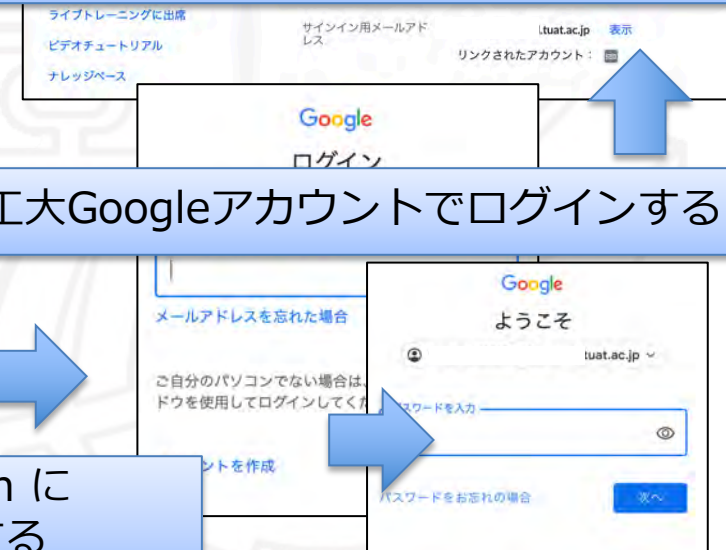 ライブトレーニングに出席
ビデオチュートリアル
ナレッジベース
サインイン用メールアド
レス
.tuat.ac.jp 表示
リンクされたアカウント:
Google
ログイン
工大Googleアカウントでログインする
メールアドレスを忘れた場合
ご自分のパソコンでない場合は、
ドウを使用してログインしてくだ
ントを作成
Google
ようこそ
tuat.ac.jp
パスワードを入力
パスワードをお忘れの場合
次へ
に
する